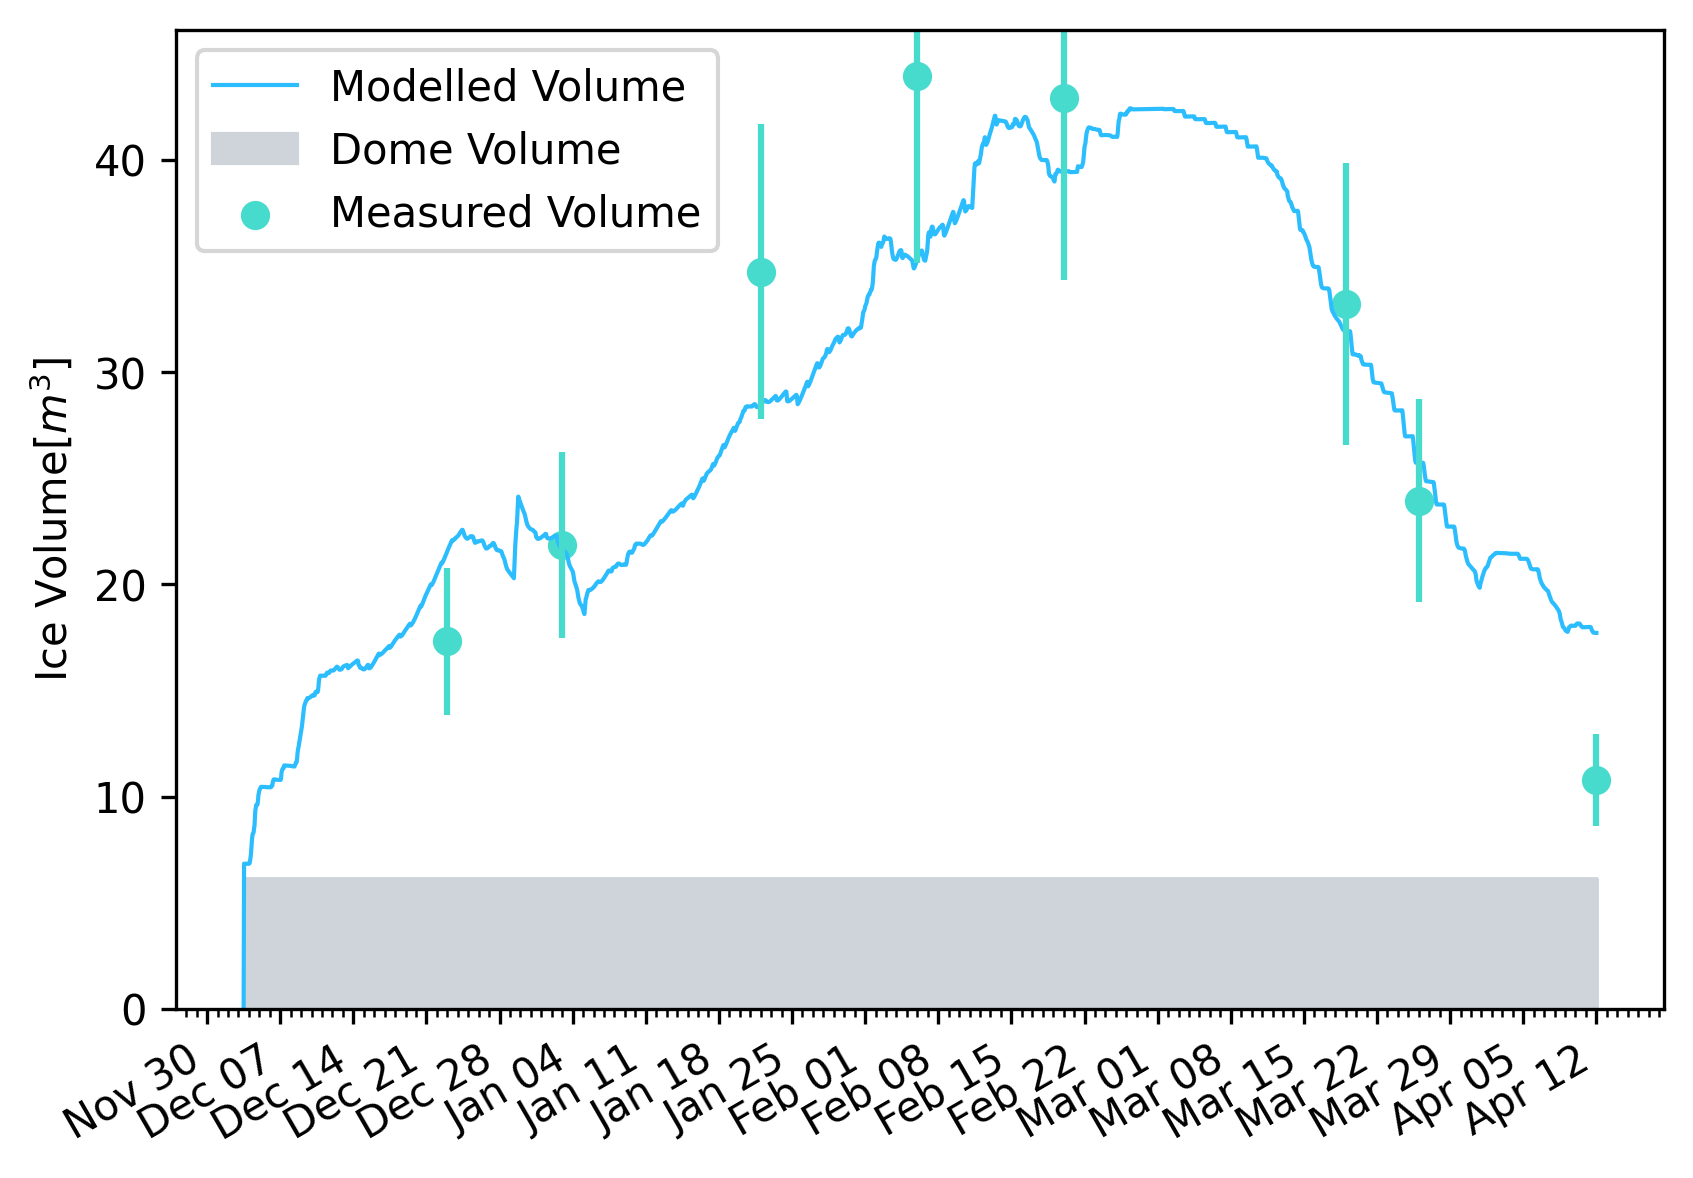 Modelled Volume
Dome Volume
Measured Volume
Ice Volume[m³]
40
30
20
10
0
Nov 30
Dec 07
Dec 14
Dec 21
Dec 28
Jan 04
Jan 11
Jan 18
Jan 25
Feb 01
Feb 08
Feb 15
Feb 22
Mar 01
Mar 08
Mar 15
Mar 22
Mar 29
Apr 05
Apr 12